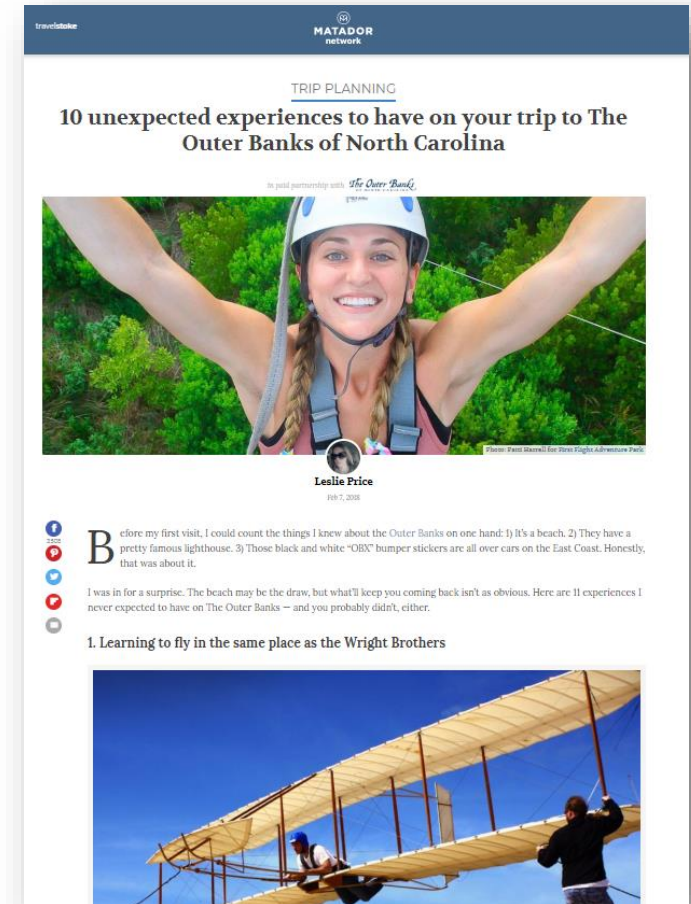 travelstoke
MATADOR
network
TRIP PLANNING
10 unexpected experiences to have on your trip to The
Outer Banks of North Carolina
in paid partnership with The Outer Banks
Photo: Patti Harrell for First Flight Adventure Park
Leslie Price
Feb 7, 2018
Before my first visit, I could count the things I knew about the Outer Banks on one hand: 1) It's a beach. 2) They have a
pretty famous lighthouse. 3) Those black and white “OBX” bumper stickers are all over cars on the East Coast. Honestly,
that was about it.
I was in for a surprise. The beach may be the draw, but what'll keep you coming back isn't as obvious. Here are 11 experiences I
never expected to have on The Outer Banks — and you probably didn't, either.
1. Learning to fly in the same place as the Wright Brothers